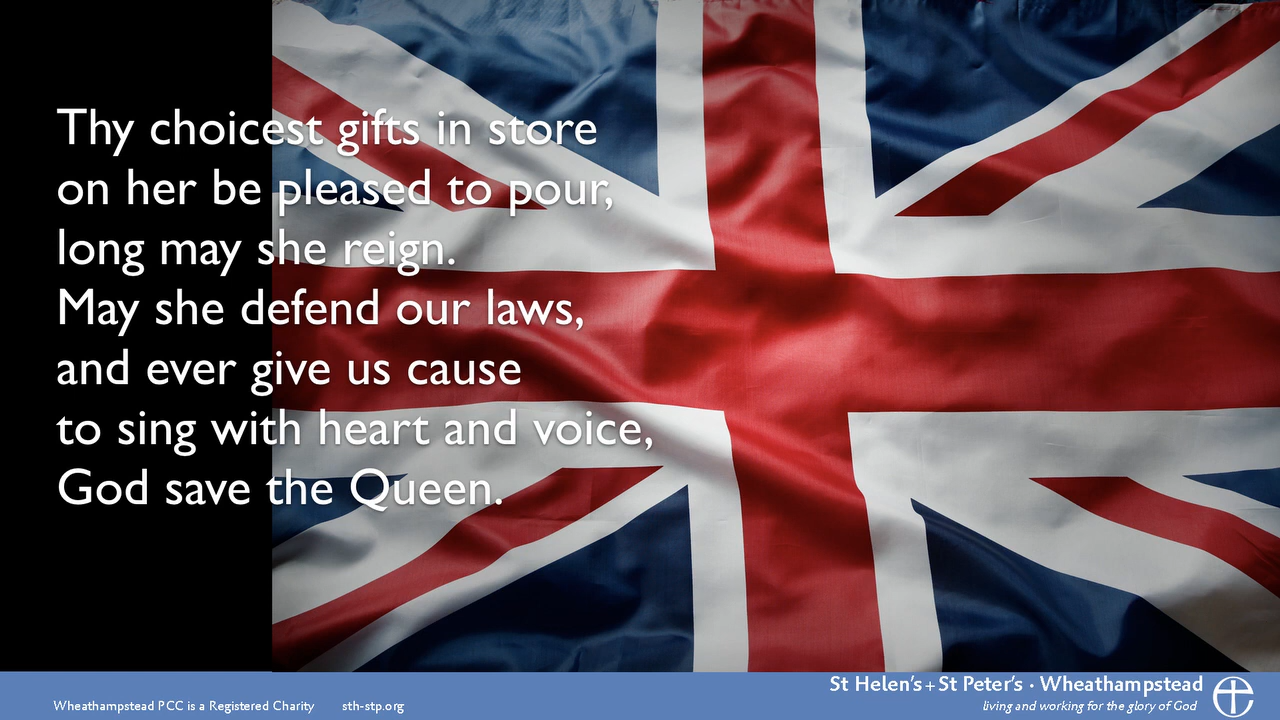 Thy choicest gifts in store
on her be pleased to pour,
long may she reign.
May she defend our laws,
and ever give us cause
to sing with heart and voice,
God save the Queen.
St Helen's + St Peter's · Wheathampstead
living and working for the glory of God
Wheathampstead PCC is a Registered Charity sth-stp.org